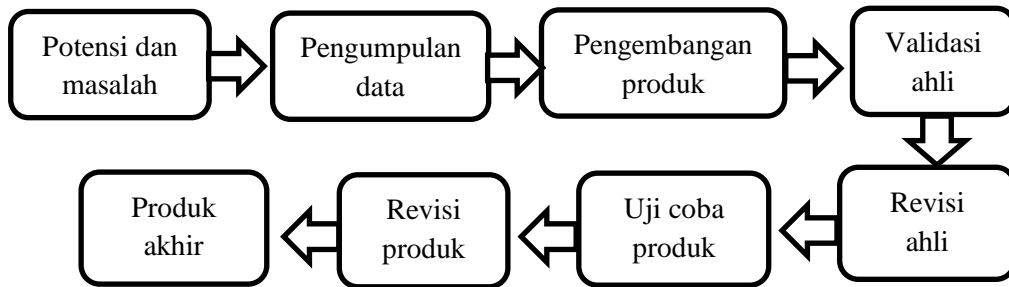 Potensi dan
masalah
Pengumpulan
data
Pengembangan
produk
Validasi
ahli
Revisi
ahli
Uji coba
produk
Revisi
produk
Produk
akhir